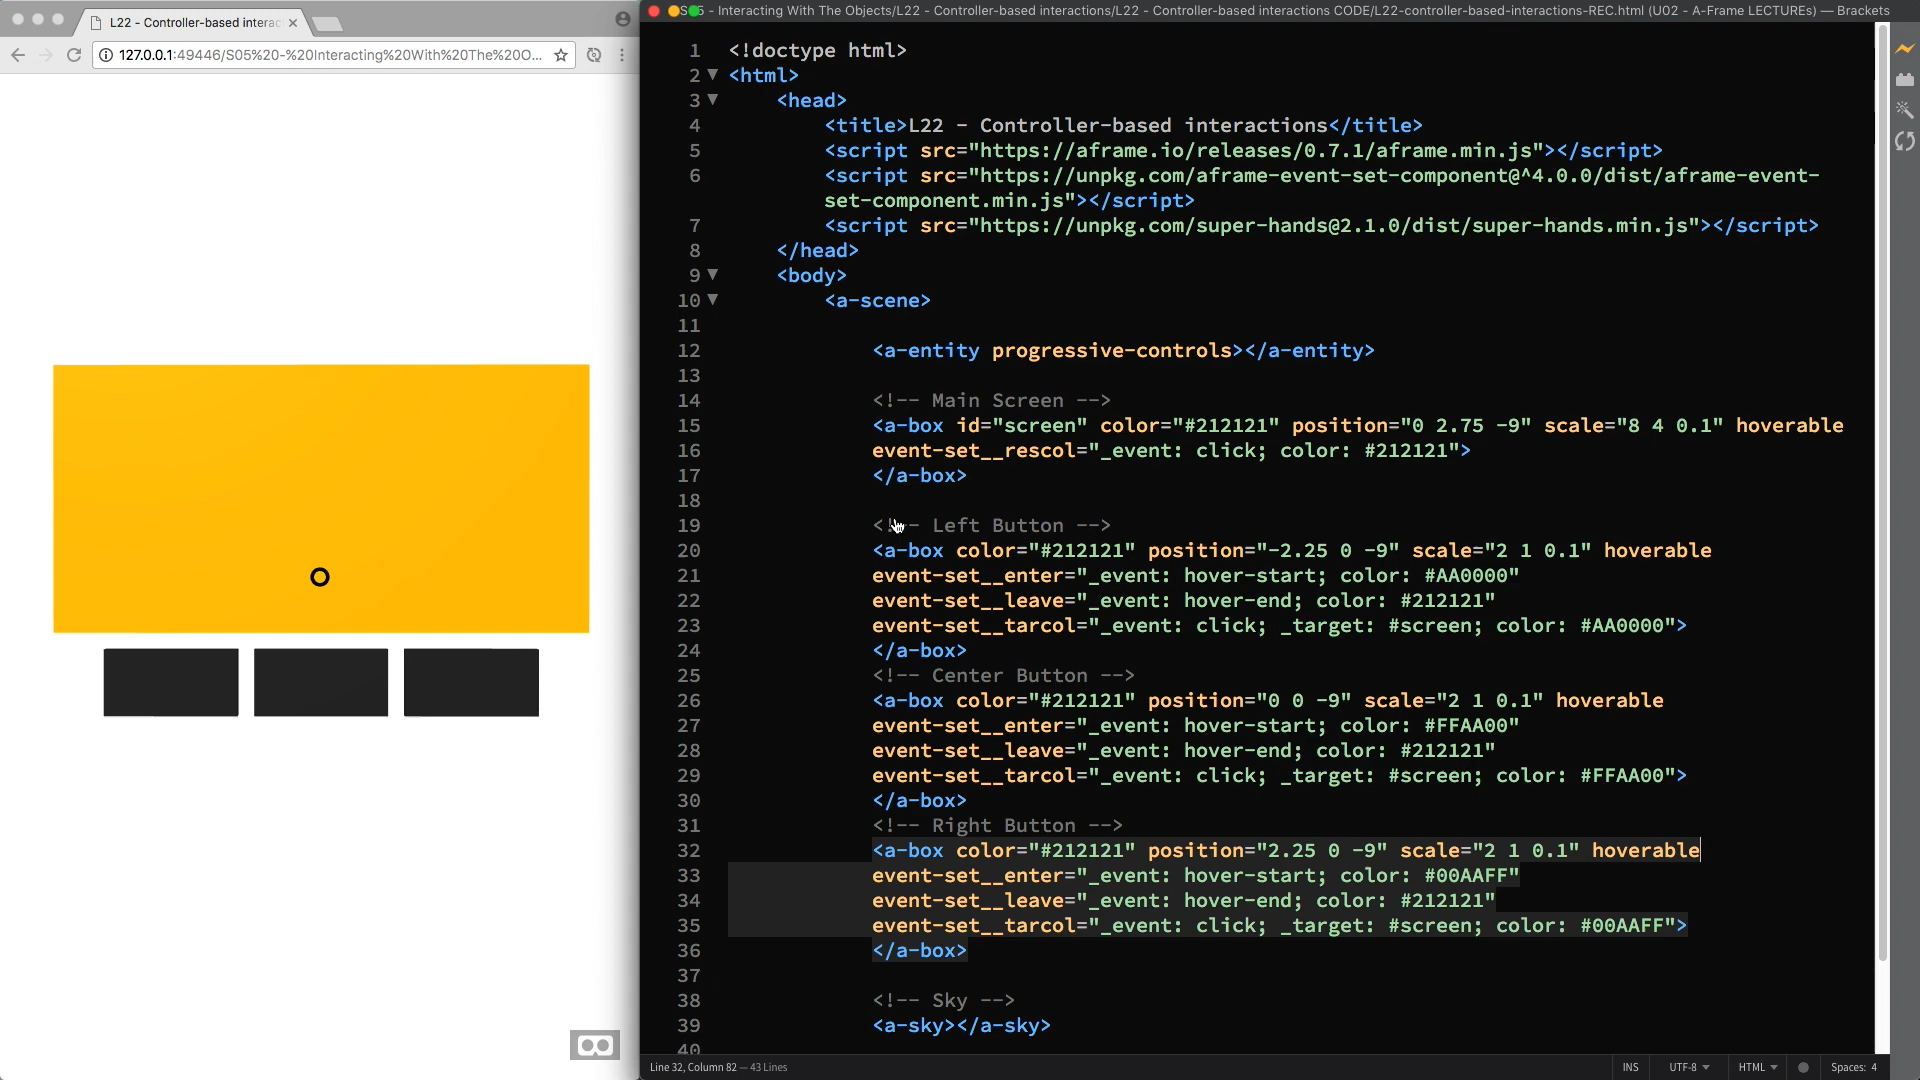 L22 - Controller-based interac
127.0.0.1:49446/S05%20-%20Interacting%20With%20The%20O...
5 - Interacting With The Objects/L22 - Controller-based interactions/L22 - Controller-based interactions CODE/L22-controller-based-interactions-REC.html (U02 - A-Frame LECTUREs) — Brackets
1 <!doctype html>
2 <html>
3 <head>
4 <title>L22 - Controller-based interactions</title>
5 <script src="https://aframe.io/releases/0.7.1/aframe.min.js"></script>
6 <script src="https://unpkg.com/aframe-event-set-component@^4.0.0/dist/aframe-event-
set-component.min.js"></script>
7 <script src="https://unpkg.com/super-hands@2.1.0/dist/super-hands.min.js"></script>
8 </head>
9 <body>
10 <a-scene>
11
12 <a-entity progressive-controls></a-entity>
13
14 <!-- Main Screen -->
15 <a-box id="screen" color="#212121" position="0 2.75 -9" scale="8 4 0.1" hoverable
16 event-set__rescol="_event: click; color: #212121">
17 </a-box>
18
19 <!-- Left Button -->
20 <a-box color="#212121" position="-2.25 0 -9" scale="2 1 0.1" hoverable
21 event-set__enter="_event: hover-start; color: #AA0000"
22 event-set__leave="_event: hover-end; color: #212121"
23 event-set__tarcol="_event: click; _target: #screen; color: #AA0000">
24 </a-box>
25 <!-- Center Button -->
26 <a-box color="#212121" position="0 0 -9" scale="2 1 0.1" hoverable
27 event-set__enter="_event: hover-start; color: #FFAA00"
28 event-set__leave="_event: hover-end; color: #212121"
29 event-set__tarcol="_event: click; _target: #screen; color: #FFAA00">
30 </a-box>
31 <!-- Right Button -->
32 <a-box color="#212121" position="2.25 0 -9" scale="2 1 0.1" hoverable
33 event-set__enter="_event: hover-start; color: #00AAFF"
34 event-set__leave="_event: hover-end; color: #212121"
35 event-set__tarcol="_event: click; _target: #screen; color: #00AAFF">
36 </a-box>
37
38 <!-- Sky -->
39 <a-sky></a-sky>
40
Line 32, Column 82 — 43 Lines
INS UTF-8 HTML Spaces: 4